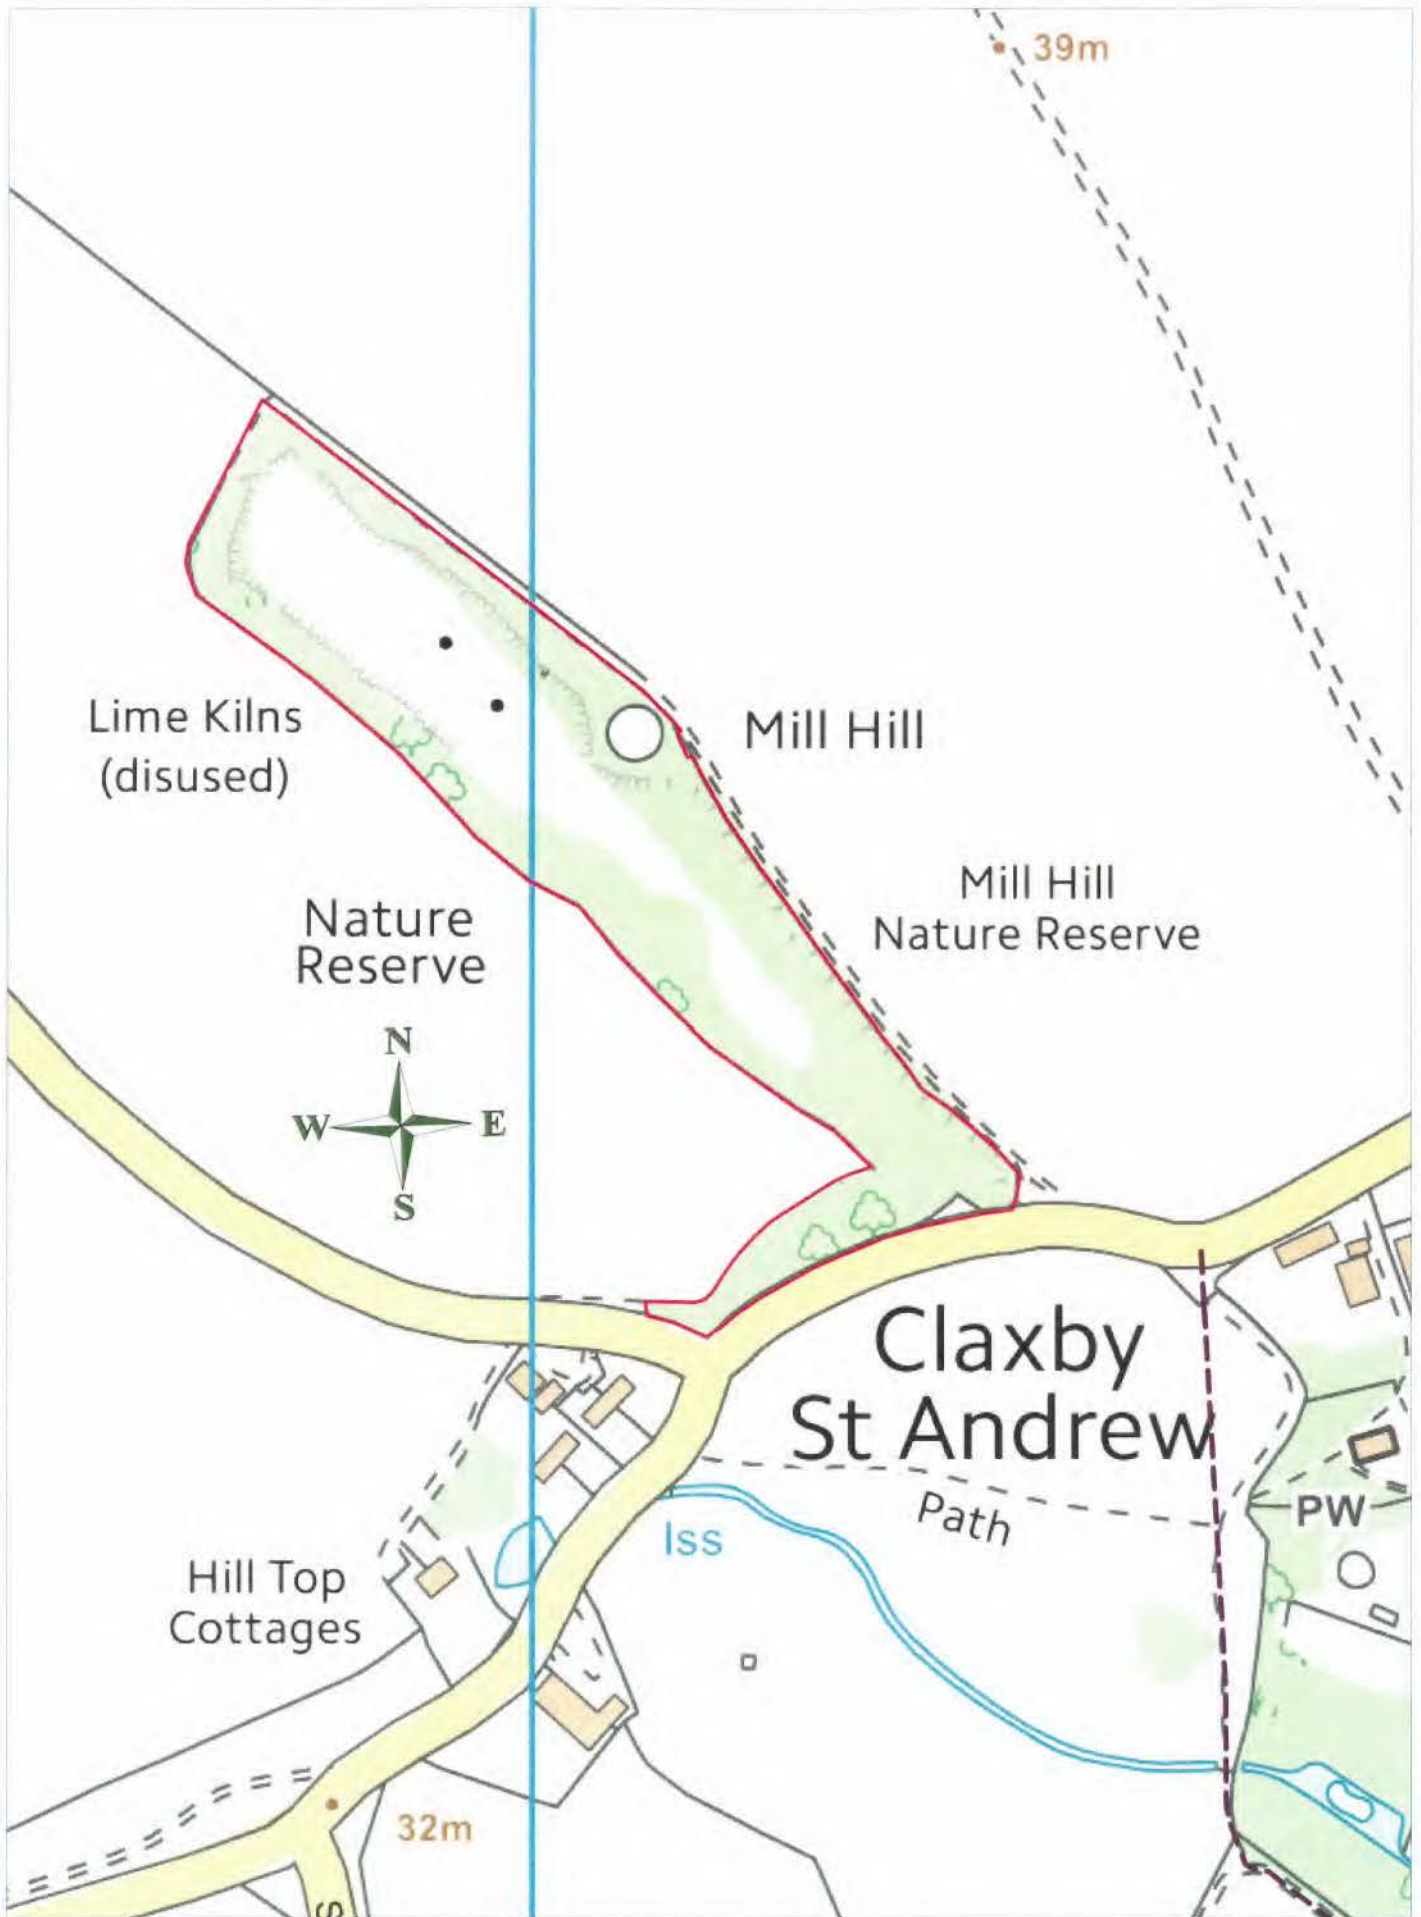 39m
Lime Kilns
(disused)
Mill Hill
Mill Hill
Nature Reserve
Nature
Reserve
N
W
E
S
Claxby
St Andrew
Path
PW
Iss
Hill Top
Cottages
32m